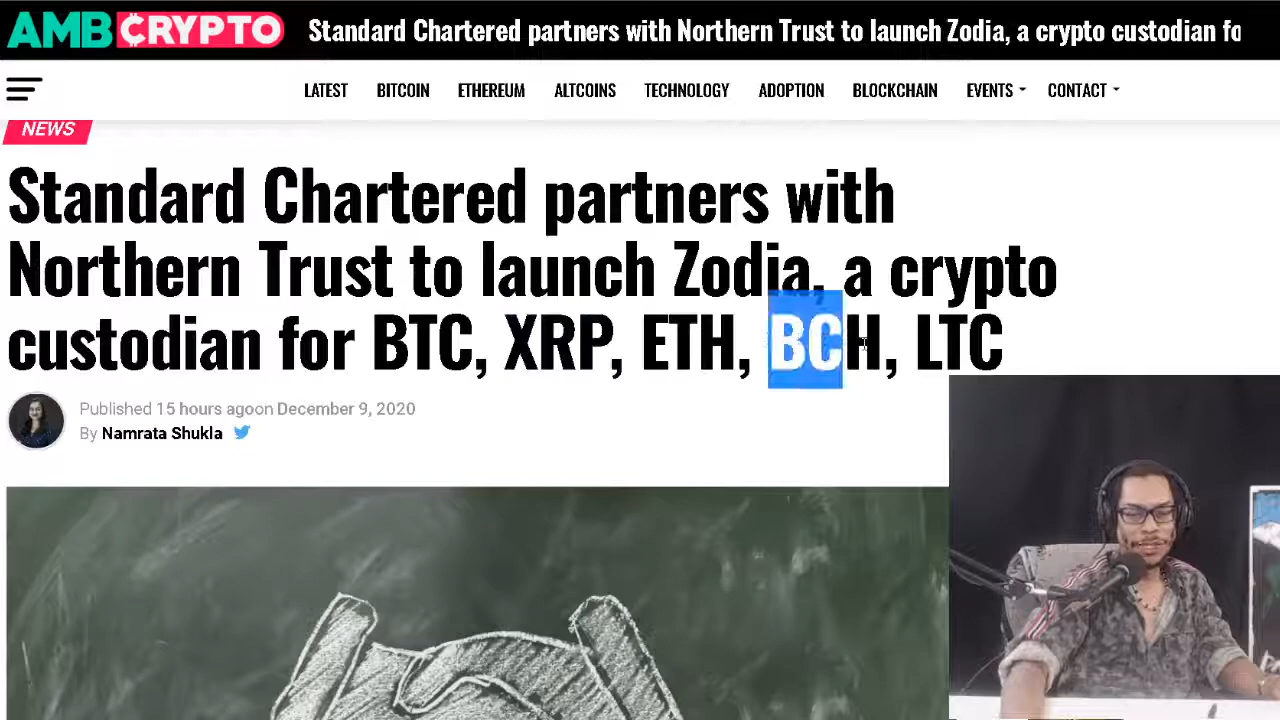 AMBCRYPTO
Standard Chartered partners with Northern Trust to launch Zodia, a crypto custodian fo
LATEST BITCOIN ETHEREUM ALTCOINS TECHNOLOGY ADOPTION BLOCKCHAIN EVENTS CONTACT
NEWS
Standard Chartered partners with
Northern Trust to launch Zodia, a crypto
custodian for BTC, XRP, ETH, BCH, LTC
Published 15 hours agoon December 9, 2020
By Namrata Shukla